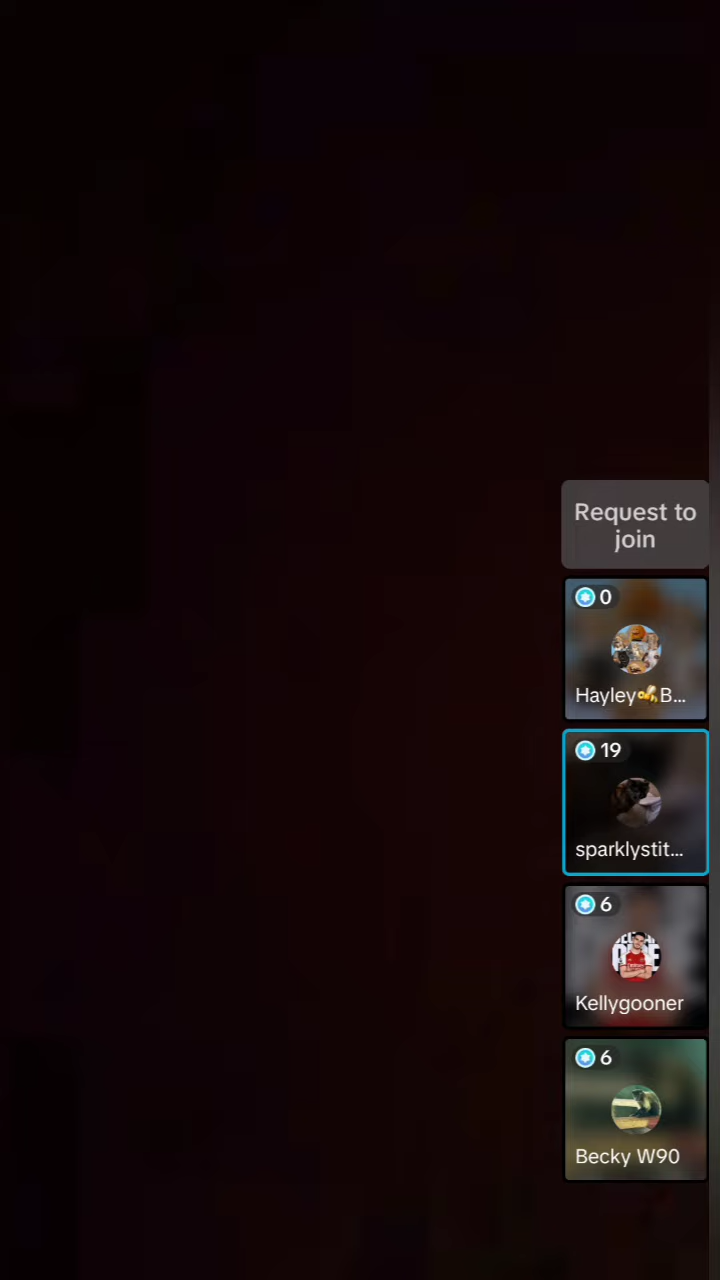 Request to
join
0
Hayley🐝B...
19
sparklystit...
6
Kellygooner
6
Becky W90